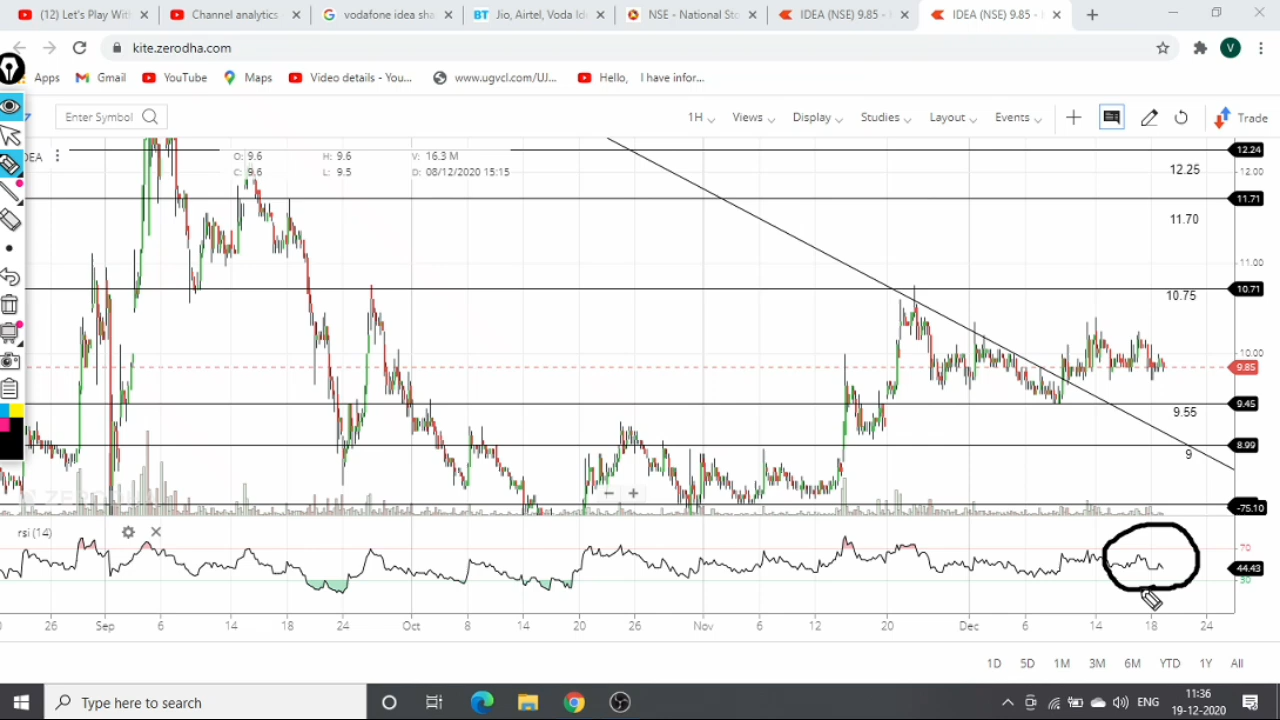 (12) Let's Play With
Channel analytics
vodafone idea sha
Jio, Airtel, Voda Id
NSE - National Sto
IDEA (NSE) 9.85 -
IDEA (NSE) 9.85 -
kite.zerodha.com
V
Apps
Gmail
YouTube
Maps
Video details - You...
www.ugvcl.com/UJ...
Hello, I have infor...
Enter Symbol
1H
Views
Display
Studies
Layout
Events
Trade
DEA
O: 9.6 H: 9.6 V: 16.3 M
C: 9.6 L: 9.5 D: 08/12/2020 15:15
12.24
12.25
12.00
11.71
11.70
11.00
10.71
10.75
10.00
9.85
9.45
9.55
8.99
9
-75.10
rsi (14)
70
44.43
30
26 Sep 6 14 18 24 Oct 8 14 20 26 Nov 6 12 20 Dec 6 14 18 24
1D 5D 1M 3M 6M YTD 1Y All
Type here to search
ENG
11:36
19-12-2020